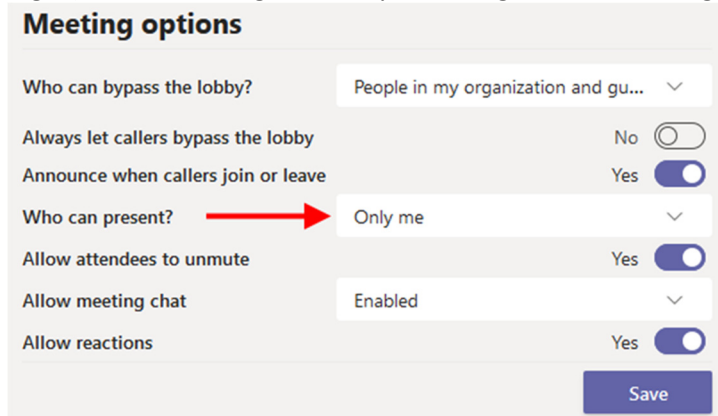 Meeting options
Who can bypass the lobby? People in my organization and gu...
Always let callers bypass the lobby No
Announce when callers join or leave Yes
Who can present? Only me
Allow attendees to unmute Yes
Allow meeting chat Enabled
Allow reactions Yes
Save